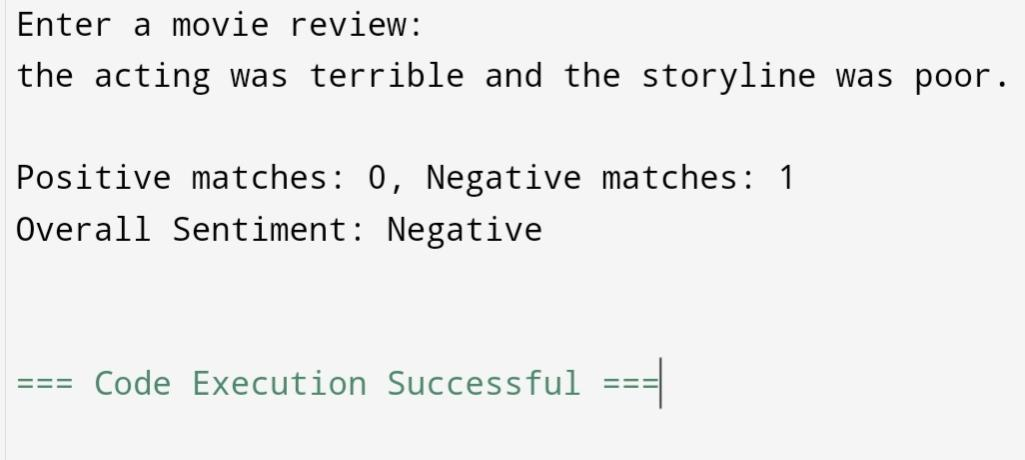 Enter a movie review:
the acting was terrible and the storyline was poor.
Positive matches: 0, Negative matches: 1
Overall Sentiment: Negative
=== Code Execution Successful ===